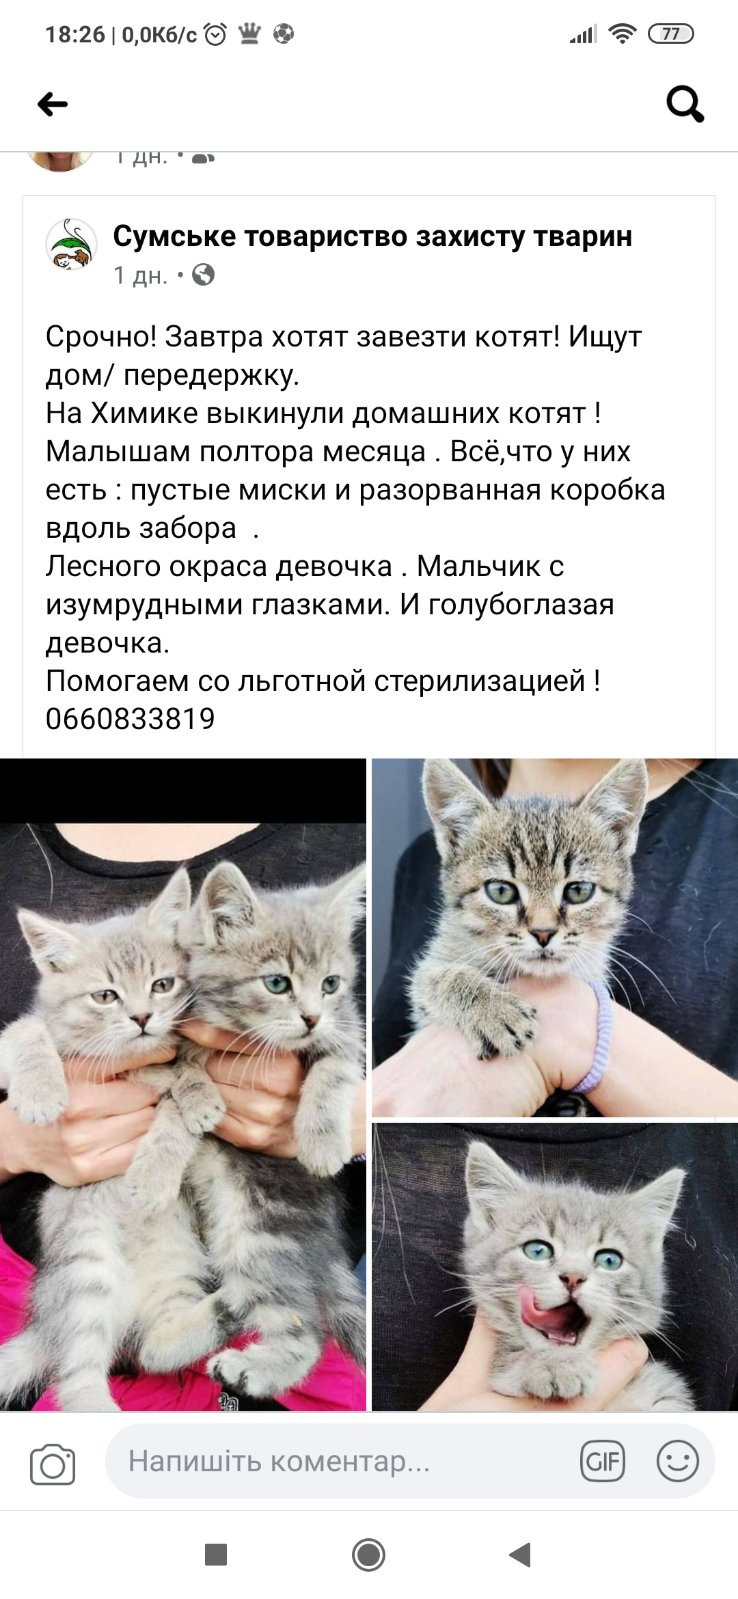 18:26 | 0,0Кб/с
77
1 дн.
Сумське товариство захисту тварин
1 дн.
Срочно! Завтра хотят завезти котят! Ищут
дом/ передержку.
На Химике выкинули домашних котят !
Малышам полтора месяца . Всё,что у них
есть : пустые миски и разорванная коробка
вдоль забора  .
Лесного окраса девочка . Мальчик с
изумрудными глазками. И голубоглазая
девочка.
Помогаем со льготной стерилизацией !
0660833819
Напишіть коментар...
GIF